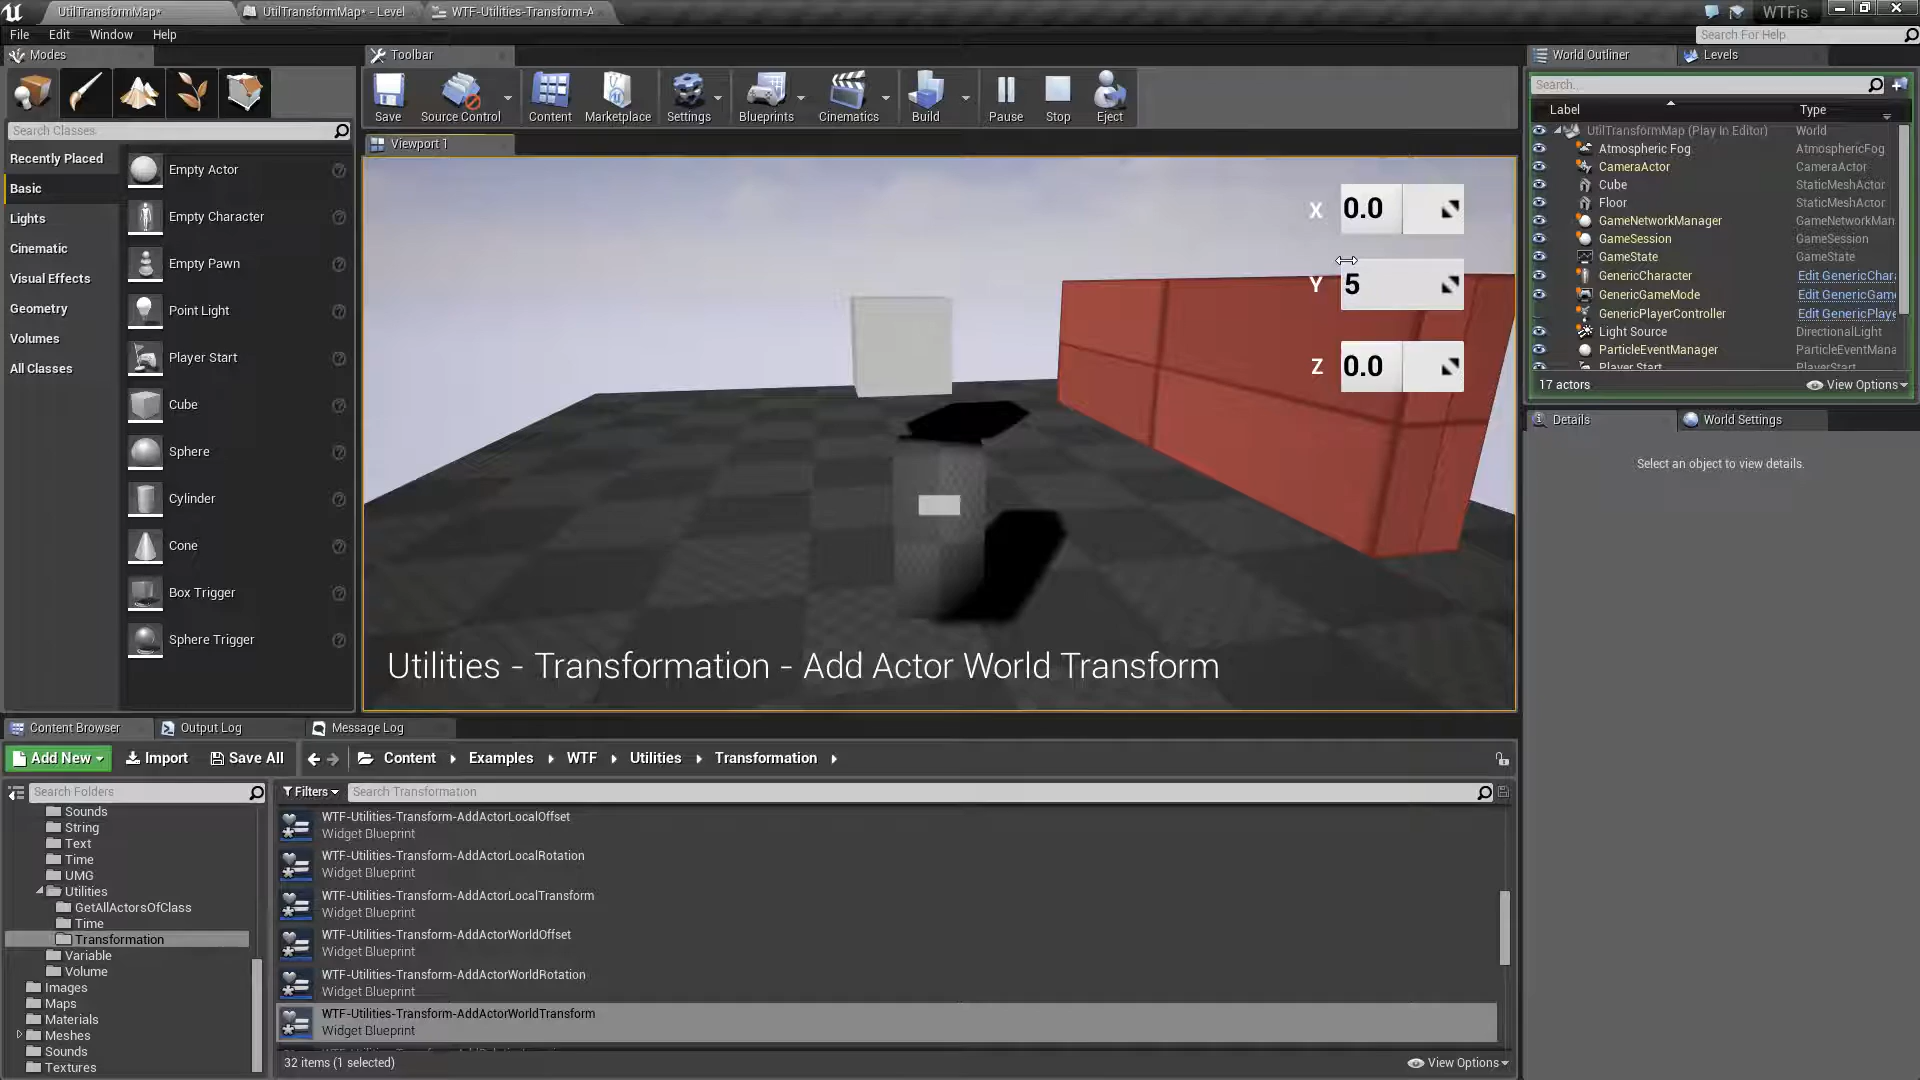 UtilTransformMap*
UtilTransformMap* - Level
WTF-Utilities-Transform-A
WTFis
File
Edit
Window
Help
Search For Help
Modes
Toolbar
World Outliner
Levels
Save
Source Control
Content
Marketplace
Settings
Blueprints
Cinematics
Build
Pause
Stop
Eject
Search Classes
Viewport 1
Recently Placed
Basic
Lights
Cinematic
Visual Effects
Geometry
Volumes
All Classes
Empty Actor
Empty Character
Empty Pawn
Point Light
Player Start
Cube
Sphere
Cylinder
Cone
Box Trigger
Sphere Trigger
X 0.0
Y 5
Z 0.0
Utilities - Transformation - Add Actor World Transform
Search..
Label Type
UtilTransformMap (Play In Editor) World
Atmospheric Fog AtmosphericFog
CameraActor CameraActor
Cube StaticMeshActor
Floor StaticMeshActor
GameNetworkManager GameNetworkMan
GameSession GameSession
GameState GameState
GenericCharacter Edit GenericChar
GenericGameMode Edit GenericGam
GenericPlayerController Edit GenericPlaye
Light Source DirectionalLight
ParticleEventManager ParticleEventMana
Player Start
17 actors
View Options
Details
World Settings
Select an object to view details.
Content Browser
Output Log
Message Log
Add New
Import
Save All
Content
Examples
WTF
Utilities
Transformation
Search Folders
Filters
Search Transformation
Sounds
String
Text
Time
UMG
Utilities
GetAllActorsOfClass
Time
Transformation
Variable
Volume
Images
Maps
Materials
Meshes
Sounds
Textures
WTF-Utilities-Transform-AddActorLocalOffset
Widget Blueprint
WTF-Utilities-Transform-AddActorLocalRotation
Widget Blueprint
WTF-Utilities-Transform-AddActorLocalTransform
Widget Blueprint
WTF-Utilities-Transform-AddActorWorldOffset
Widget Blueprint
WTF-Utilities-Transform-AddActorWorldRotation
Widget Blueprint
WTF-Utilities-Transform-AddActorWorldTransform
Widget Blueprint
32 items (1 selected)
View Options